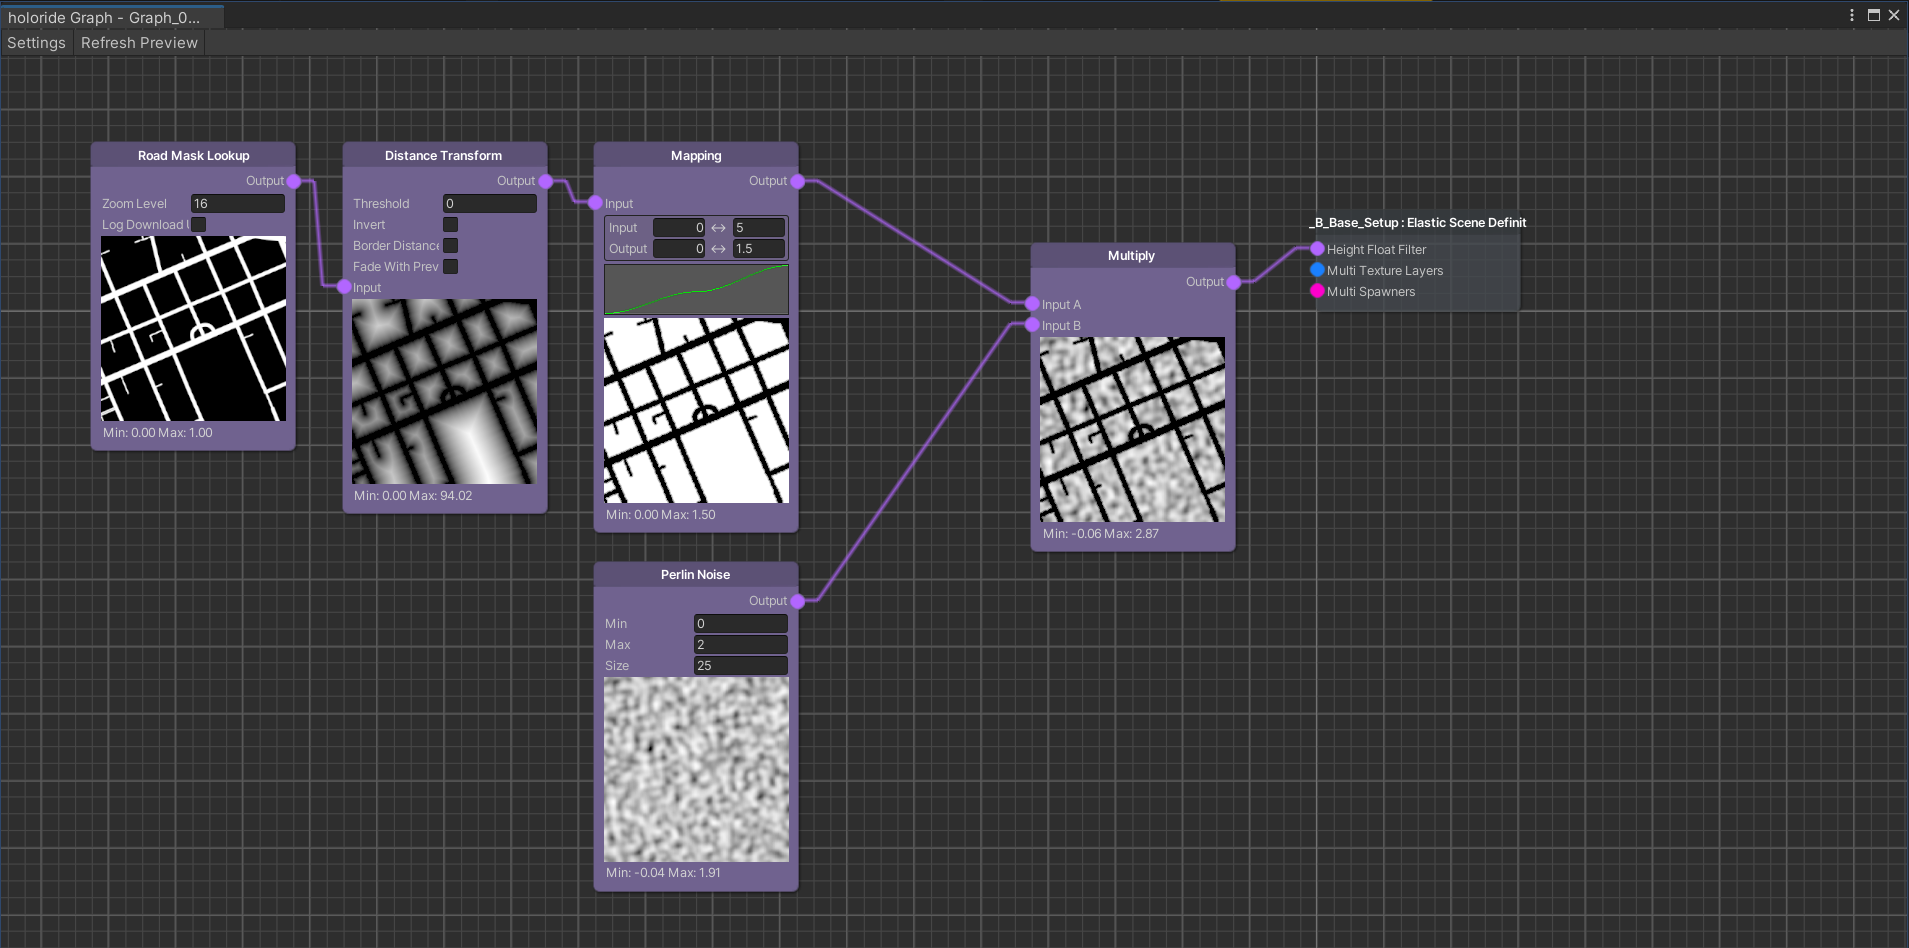 holoride Graph - Graph_0...
Settings
Refresh Preview
Road Mask Lookup
Output
Zoom Level 16
Log Download
Min: 0.00 Max: 1.00
Distance Transform
Output
Threshold 0
Invert
Border Distance
Fade With Prev
Input
Min: 0.00 Max: 94.02
Mapping
Output
Input
Input 0 ↔ 5
Output 0 ↔ 1.5
Min: 0.00 Max: 1.50
Perlin Noise
Output
Min 0
Max 2
Size 25
Min: -0.04 Max: 1.91
Multiply
Output
Input A
Input B
Min: -0.06 Max: 2.87
_B_Base_Setup : Elastic Scene Definit
Height Float Filter
Multi Texture Layers
Multi Spawners